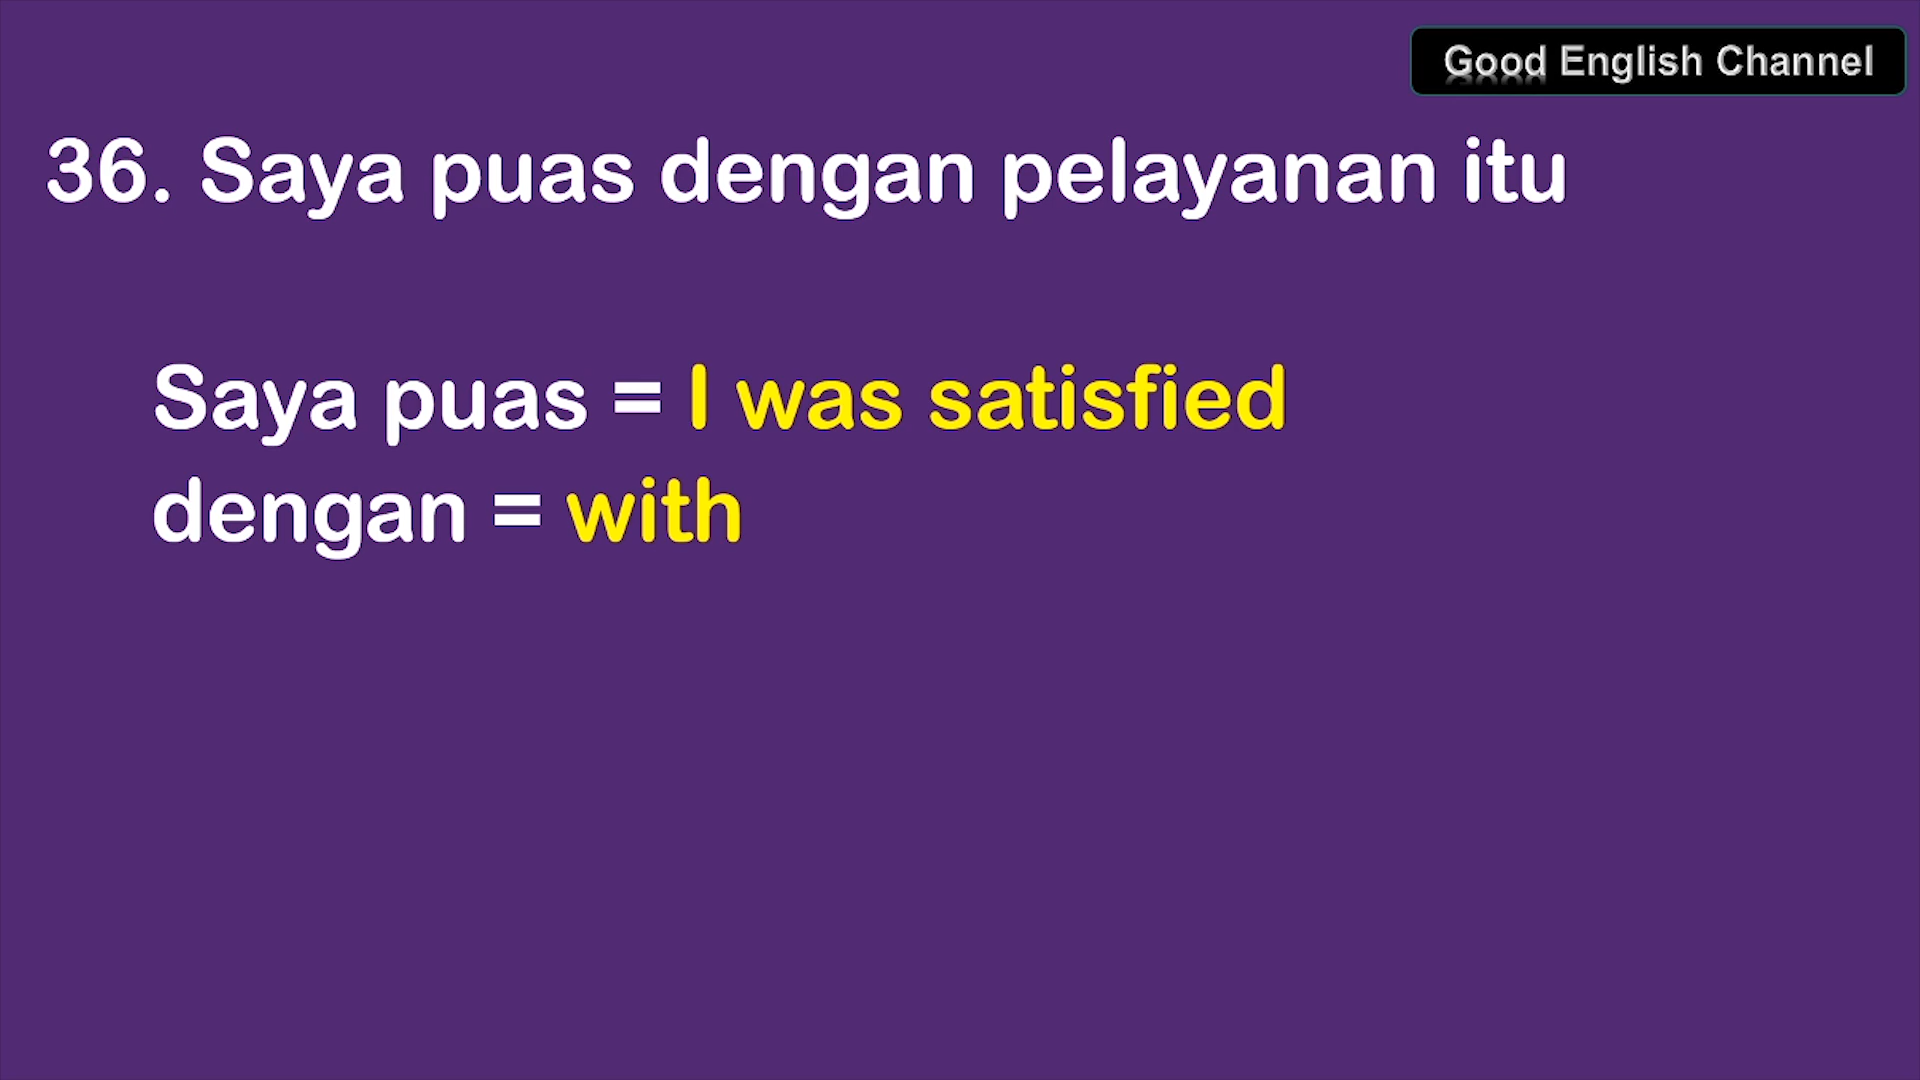 Good English Channel
36. Saya puas dengan pelayanan itu
Saya puas = I was satisfied
dengan = with